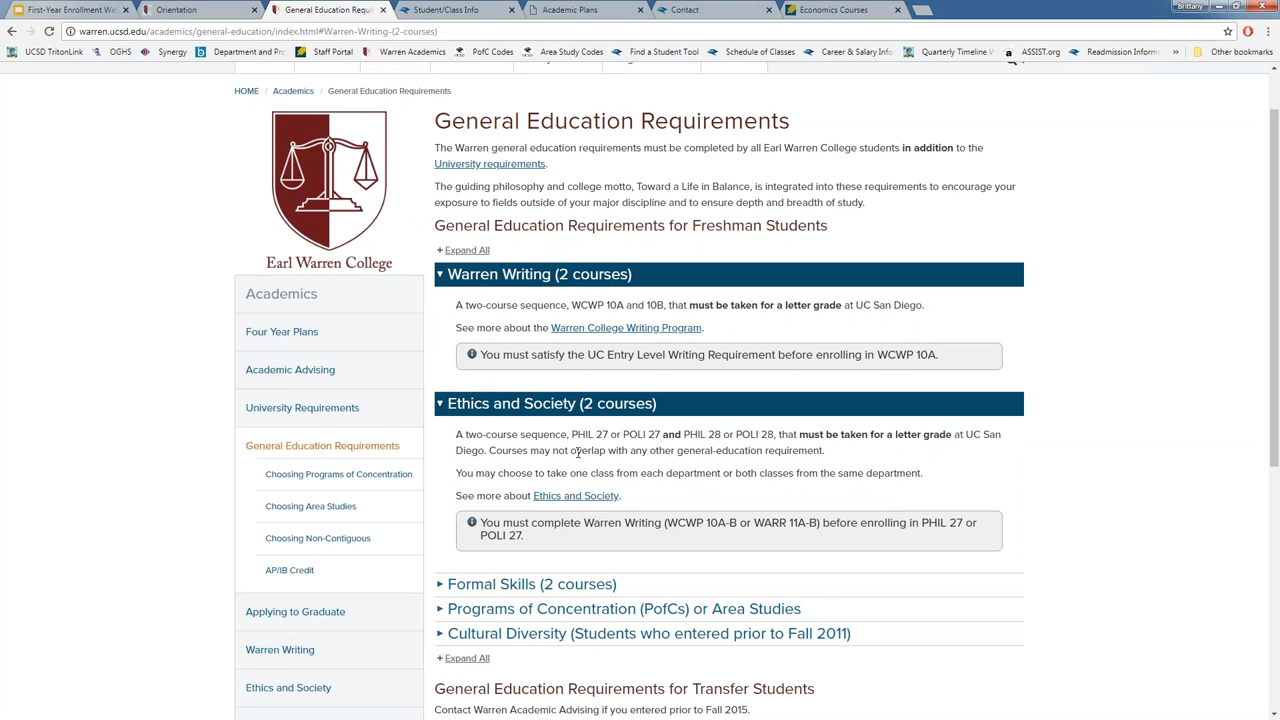 First-Year Enrollment We
Orientation
General Education Requir
Student/Class Info
Academic Plans
Contact
Economics Courses
Brittany
warren.ucsd.edu/academics/general-education/index.html#Warren-Writing-(2-courses)
UCSD TritonLink
OGHS
Synergy
Department and Pro
Staff Portal
Warren Academics
PofC Codes
Area Study Codes
Find a Student Tool
Schedule of Classes
Career & Salary Info
Quarterly Timeline
ASSIST.org
Readmission Inform
Other bookmarks
HOME / Academics / General Education Requirements
Earl Warren College
Academics
Four Year Plans
Academic Advising
University Requirements
General Education Requirements
Choosing Programs of Concentration
Choosing Area Studies
Choosing Non-Contiguous
AP/IB Credit
Applying to Graduate
Warren Writing
Ethics and Society
General Education Requirements
The Warren general education requirements must be completed by all Earl Warren College students in addition to the
University requirements.
The guiding philosophy and college motto, Toward a Life in Balance, is integrated into these requirements to encourage your
exposure to fields outside of your major discipline and to ensure depth and breadth of study.
General Education Requirements for Freshman Students
+ Expand All
Warren Writing (2 courses)
A two-course sequence, WCWP 10A and 10B, that must be taken for a letter grade at UC San Diego.
See more about the Warren College Writing Program.
You must satisfy the UC Entry Level Writing Requirement before enrolling in WCWP 10A.
Ethics and Society (2 courses)
A two-course sequence, PHIL 27 or POLI 27 and PHIL 28 or POLI 28, that must be taken for a letter grade at UC San
Diego. Courses may not overlap with any other general-education requirement.
You may choose to take one class from each department or both classes from the same department.
See more about Ethics and Society.
You must complete Warren Writing (WCWP 10A-B or WARR 11A-B) before enrolling in PHIL 27 or
POLI 27.
Formal Skills (2 courses)
Programs of Concentration (PofCs) or Area Studies
Cultural Diversity (Students who entered prior to Fall 2011)
+ Expand All
General Education Requirements for Transfer Students
Contact Warren Academic Advising if you entered prior to Fall 2015.